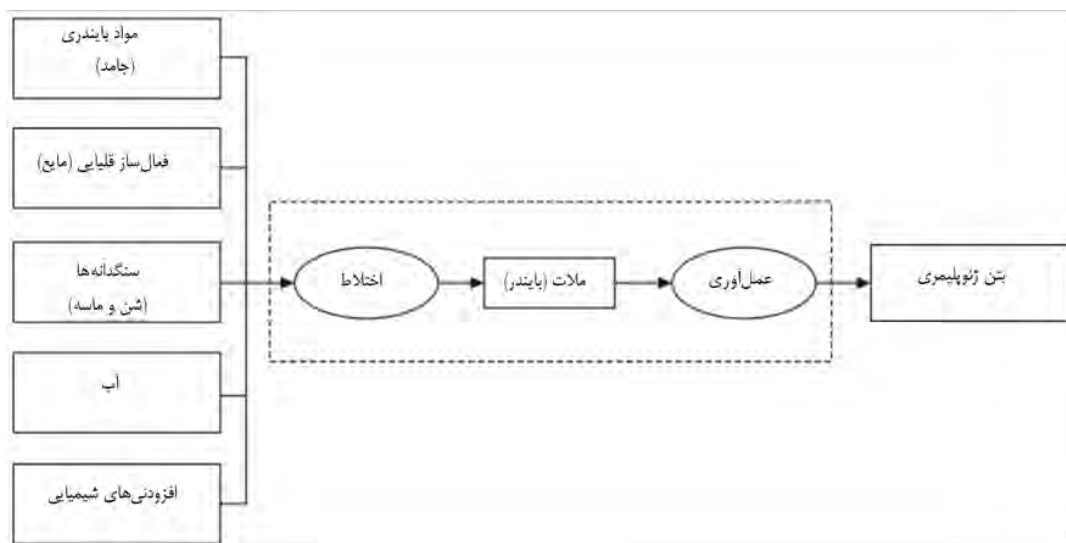 مواد بایندری
(جامد)
فعال‌ساز قلیایی (مایع)
سنگدانه‌ها
(شن و ماسه)
آب
افزودنی‌های شیمیایی
اختلاط
ملات (بایندر)
عمل‌آوری
بتن ژئوپلیمری